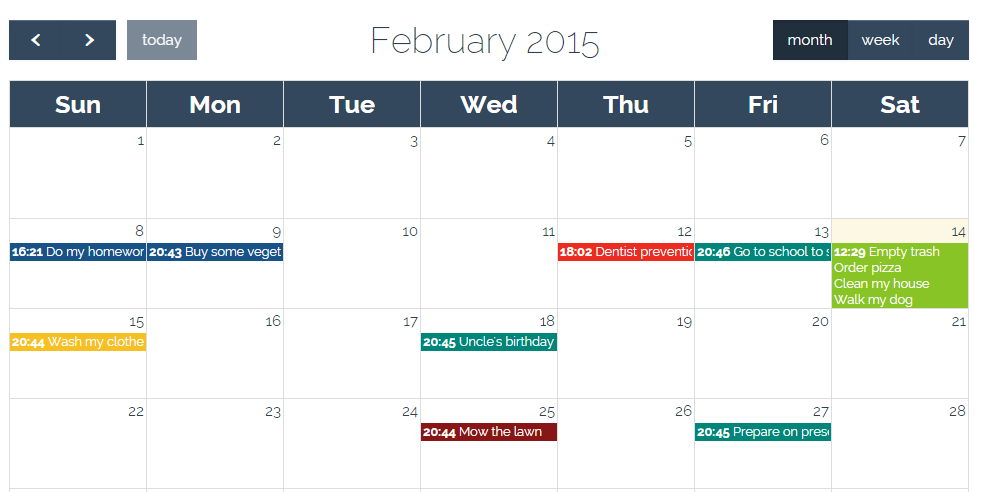 today
February 2015
month week day
Sun Mon Tue Wed Thu Fri Sat
1 2 3 4 5 6 7
8 9 10 11 12 13 14
16:21 Do my homewor
20:43 Buy some veget
18:02 Dentist preventi
20:46 Go to school to s
12:29 Empty trash
Order pizza
Clean my house
Walk my dog
15 16 17 18 19 20 21
20:44 Wash my clothe
20:45 Uncle's birthday
22 23 24 25 26 27 28
20:44 Mow the lawn
20:45 Prepare on pres